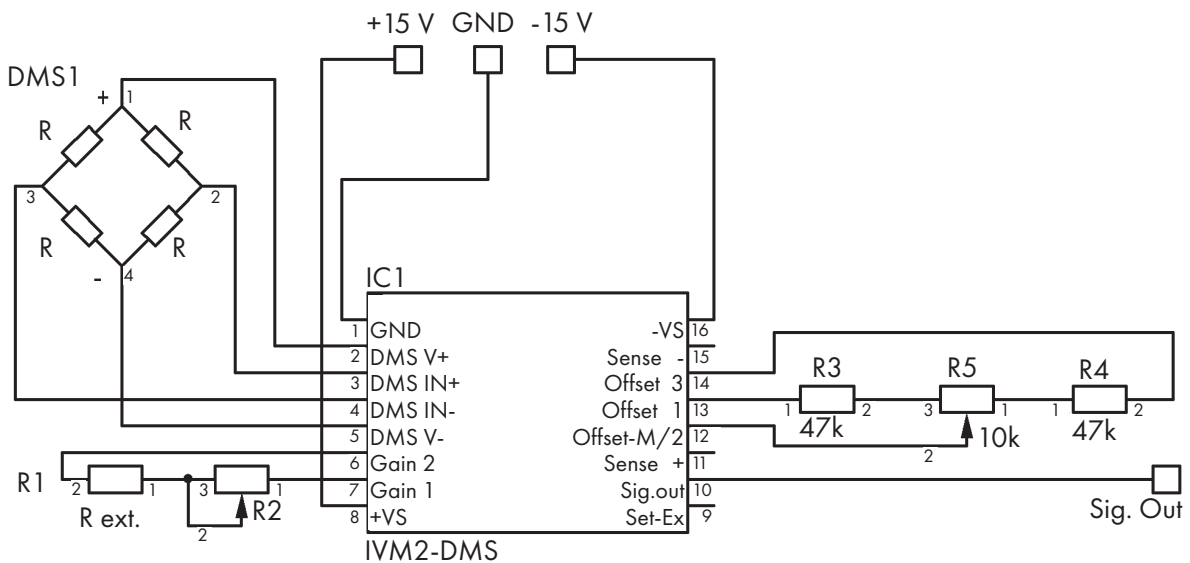 +15 V GND -15 V
DMS1
+ 1
R R
3 2
R R
- 4
IC1
1 GND -VS 16
2 DMS V+ Sense - 15
3 DMS IN+ Offset 3 14
4 DMS IN- Offset 1 13
5 DMS V- Offset-M/2 12
6 Gain 2 Sense + 11
7 Gain 1 Sig.out 10
8 +VS Set-Ex 9
IVM2-DMS
R3 R5 R4
1 2 3 1 1 2
47k 10k 47k
2
R1 2 1 3 1
R ext. R2
2
Sig. Out